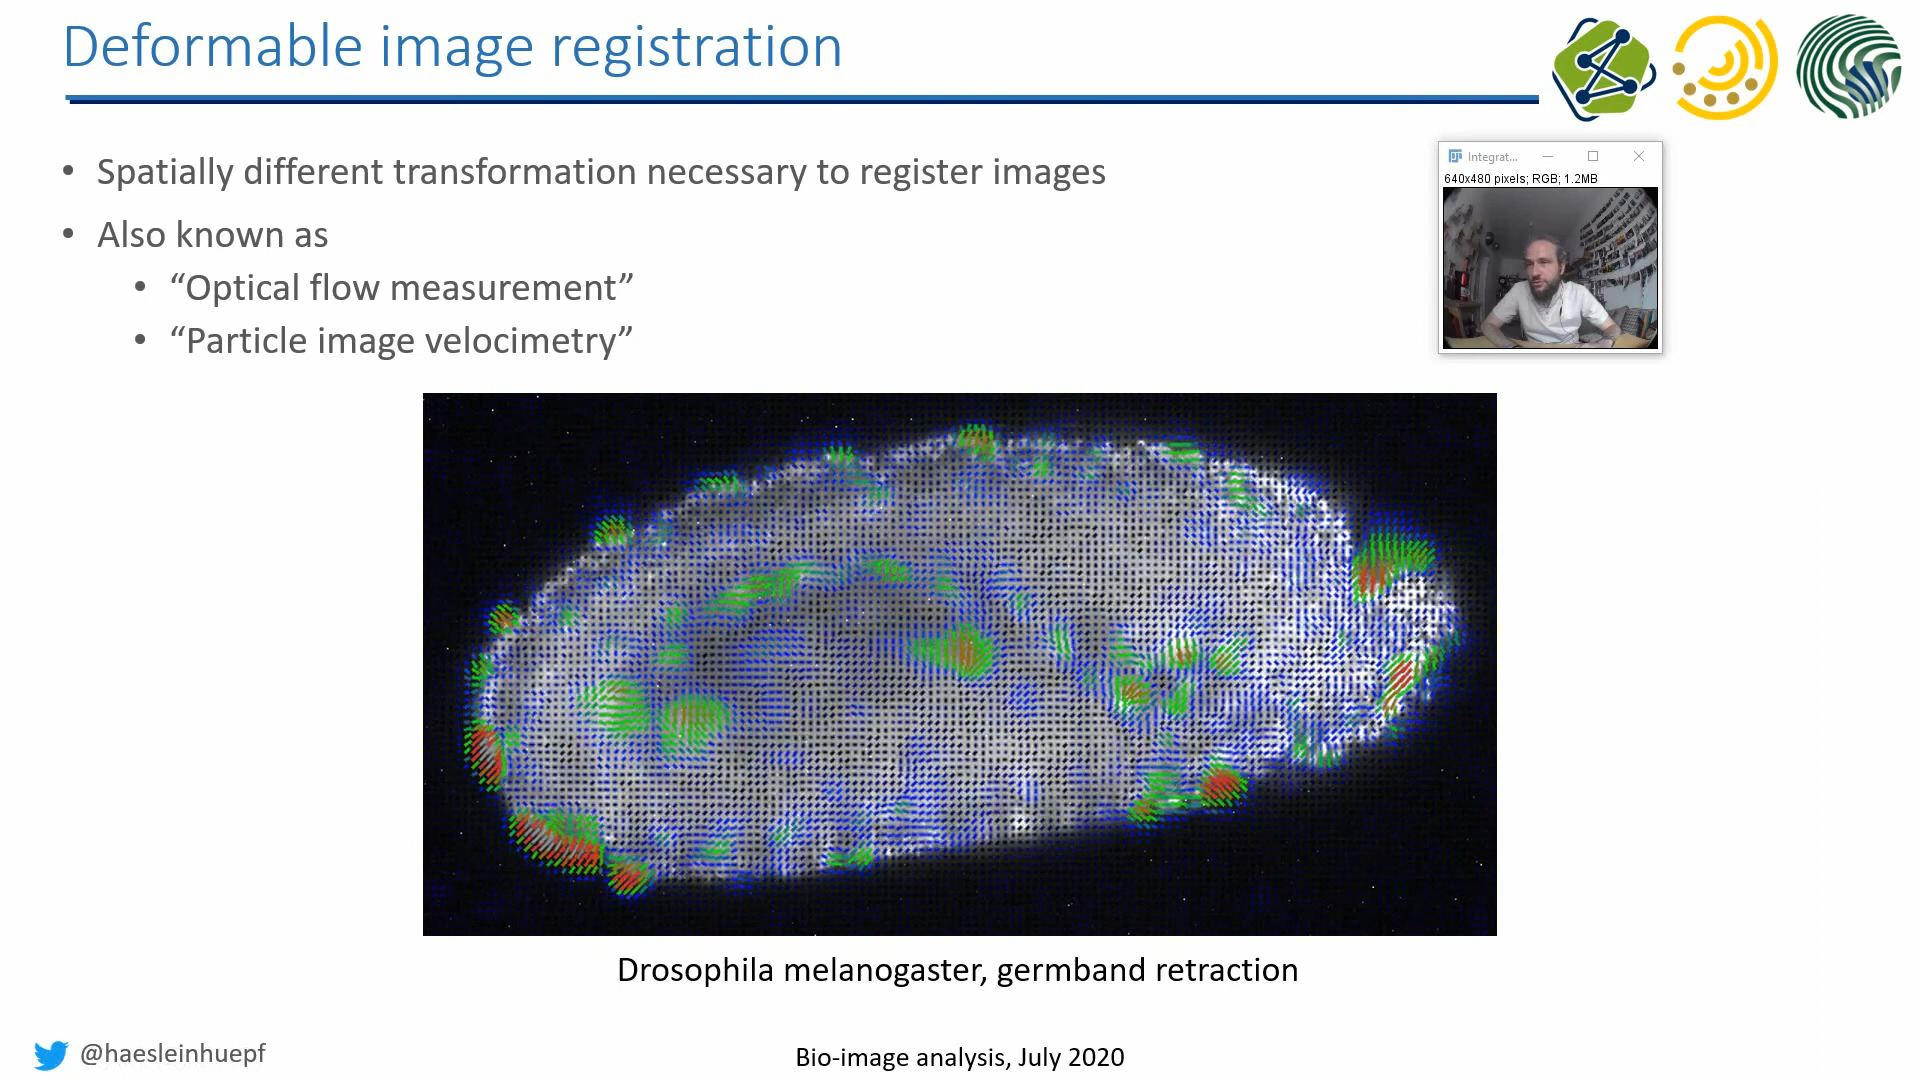 Deformable image registration
• Spatially different transformation necessary to register images
• Also known as
• “Optical flow measurement”
• “Particle image velocimetry”
Integrat...
640x480 pixels; RGB; 1.2MB
Drosophila melanogaster, germband retraction
@haesleinhuepf
Bio-image analysis, July 2020